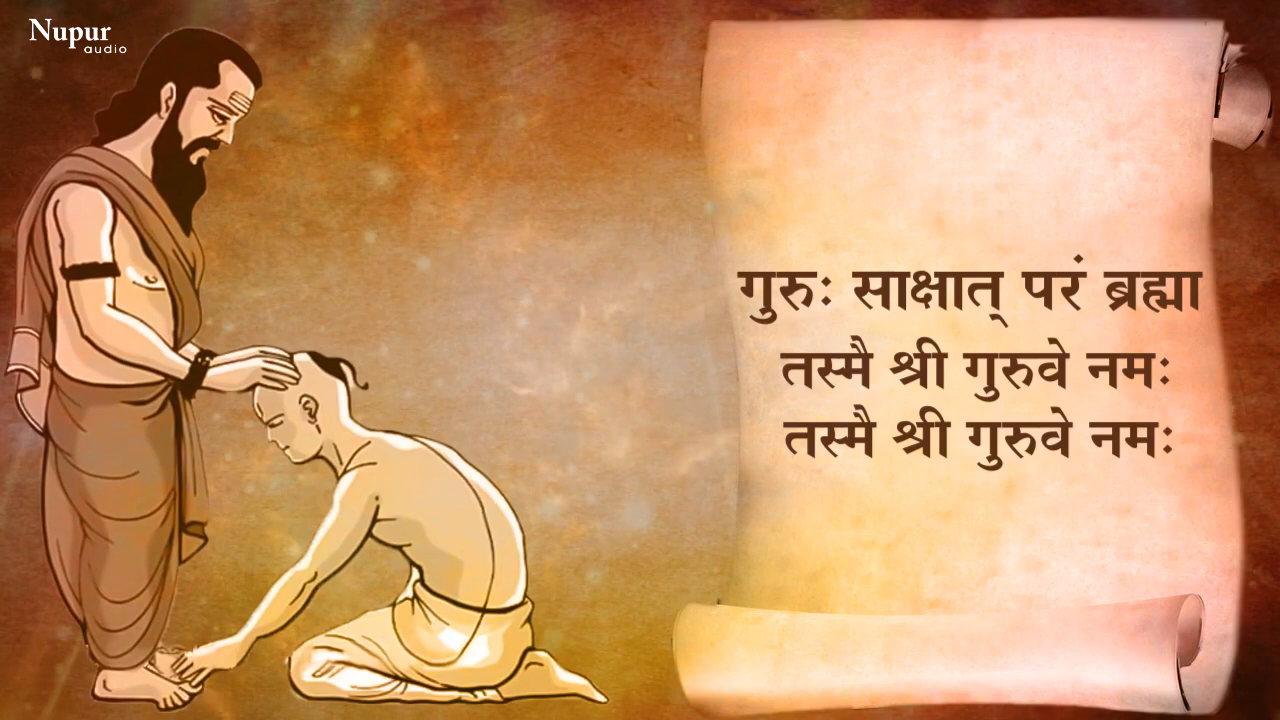 Nupur
audio
गुरुः साक्षात् परं ब्रह्मा
तस्मै श्री गुरुवे नमः
तस्मै श्री गुरुवे नमः